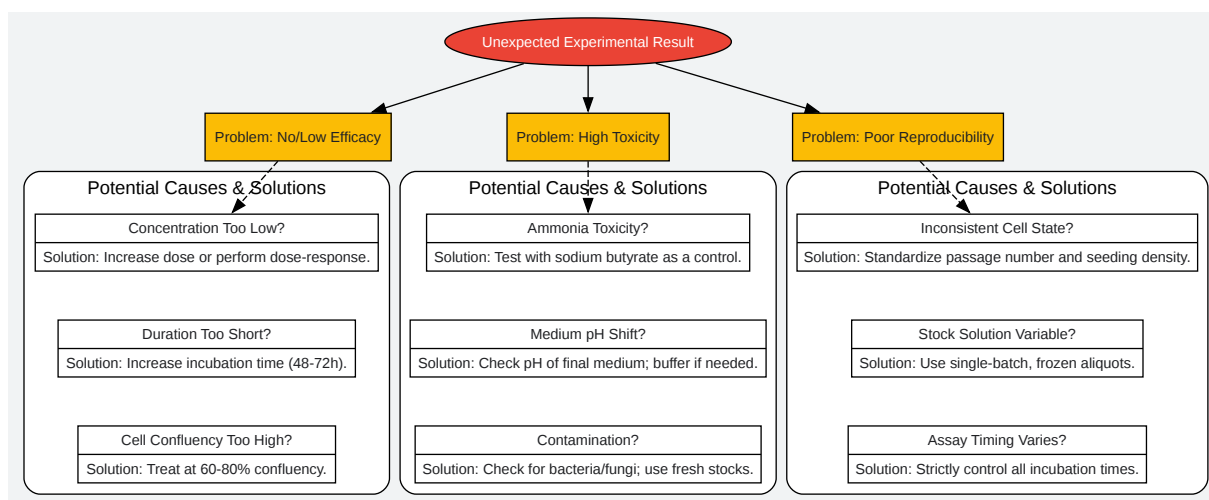 Unexpected Experimental Result
Problem: No/Low Efficacy
Problem: High Toxicity
Problem: Poor Reproducibility
Potential Causes & Solutions
Concentration Too Low?
Solution: Increase dose or perform dose-response.
Duration Too Short?
Solution: Increase incubation time (48-72h).
Cell Confluency Too High?
Solution: Treat at 60-80% confluency.
Potential Causes & Solutions
Ammonia Toxicity?
Solution: Test with sodium butyrate as a control.
Medium pH Shift?
Solution: Check pH of final medium; buffer if needed.
Contamination?
Solution: Check for bacteria/fungi; use fresh stocks.
Potential Causes & Solutions
Inconsistent Cell State?
Solution: Standardize passage number and seeding density.
Stock Solution Variable?
Solution: Use single-batch, frozen aliquots.
Assay Timing Varies?
Solution: Strictly control all incubation times.